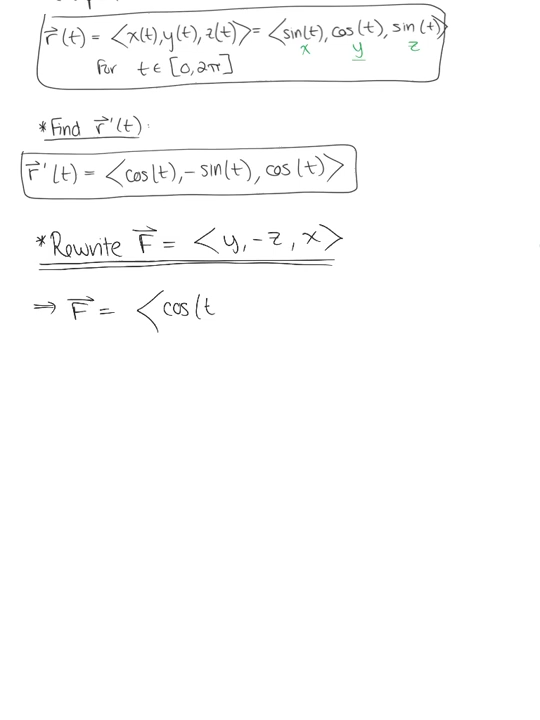 r⃗(t) = <x(t), y(t), z(t)> = <sin(t), cos(t), sin(t)>
x y z
For t ∈ [0, 2π]
*Find r⃗'(t):
r⃗'(t) = <cos(t), -sin(t), cos(t)>
*Rewrite F⃗ = <y, -z, x>
⇒ F⃗ = <cos(t